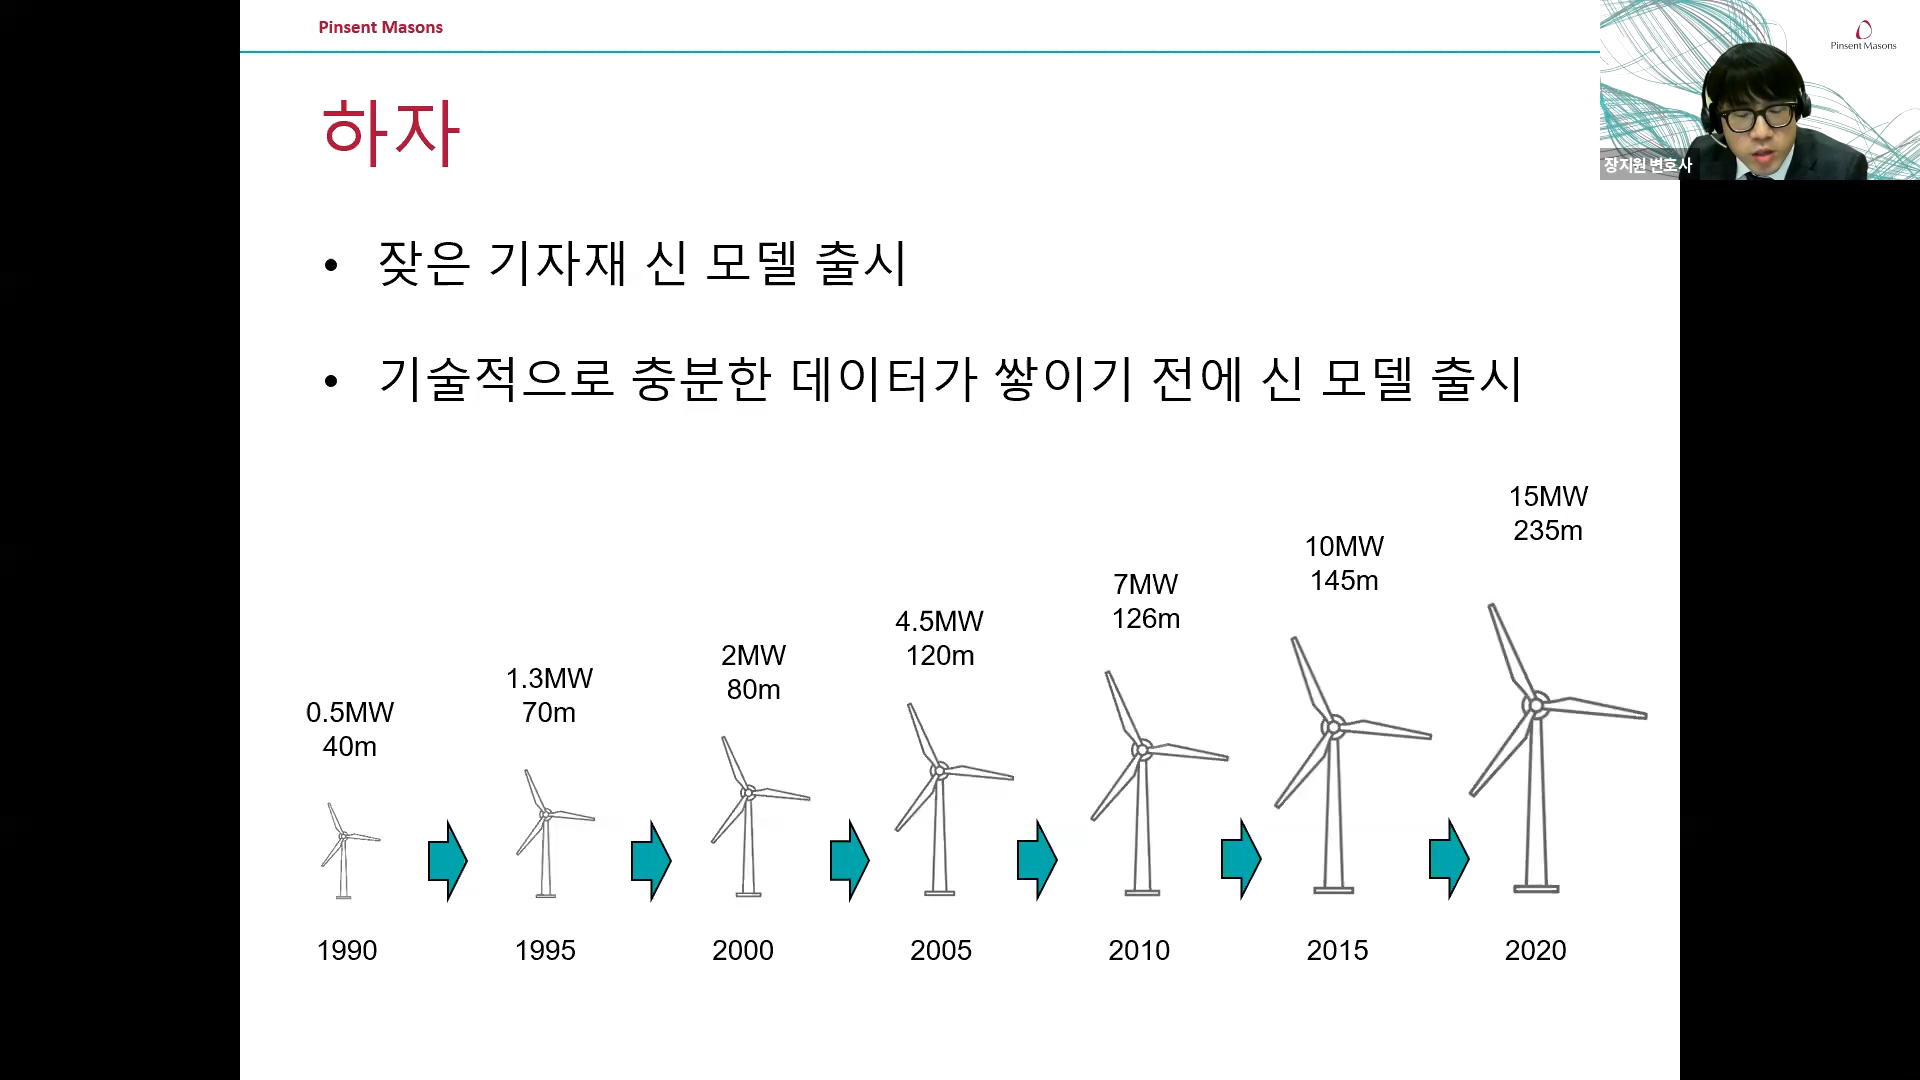 Pinsent Masons
Pinsent Masons
장지원 변호사
하자
• 잦은 기자재 신 모델 출시
• 기술적으로 충분한 데이터가 쌓이기 전에 신 모델 출시
0.5MW
40m
1.3MW
70m
2MW
80m
4.5MW
120m
7MW
126m
10MW
145m
15MW
235m
1990
1995
2000
2005
2010
2015
2020